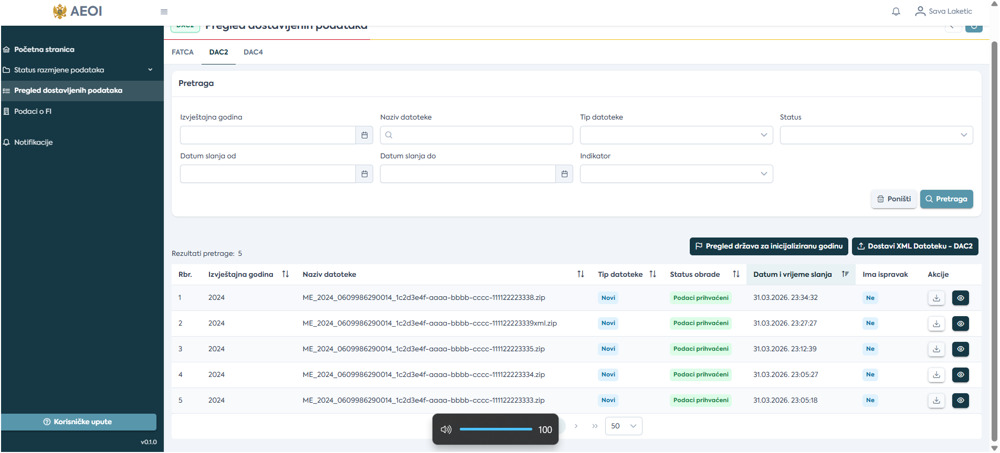 AEOI
Sava Laketic
DAC2 Pregled dostavljenih podataka
Početna stranica
Status razmjene podataka
Pregled dostavljenih podataka
Podaci o FI
Notifikacije
FATCA DAC2 DAC4
Pretraga
Izvještajna godina Naziv datoteke Tip datoteke Status
Datum slanja od Datum slanja do Indikator
Poništi Pretraga
Pregled država za inicijaliziranu godinu Dostavi XML Datoteku - DAC2
Rezultati pretrage: 5
Rbr. Izvještajna godina Naziv datoteke Tip datoteke Status obrade Datum i vrijeme slanja Ima ispravak Akcije
1 2024 ME_2024_0609986290014_1c2d3e4f-aaaa-bbbb-cccc-111122223338.zip Novi Podaci prihvaćeni 31.03.2026. 23:34:32 Ne
2 2024 ME_2024_0609986290014_1c2d3e4f-aaaa-bbbb-cccc-111122223339xml.zip Novi Podaci prihvaćeni 31.03.2026. 23:27:27 Ne
3 2024 ME_2024_0609986290014_1c2d3e4f-aaaa-bbbb-cccc-111122223335.zip Novi Podaci prihvaćeni 31.03.2026. 23:12:39 Ne
4 2024 ME_2024_0609986290014_1c2d3e4f-aaaa-bbbb-cccc-111122223334.zip Novi Podaci prihvaćeni 31.03.2026. 23:05:27 Ne
5 2024 ME_2024_0609986290014_1c2d3e4f-aaaa-bbbb-cccc-111122223333.zip Novi Podaci prihvaćeni 31.03.2026. 23:05:18 Ne
50
100
Korisničke upute
v0.1.0